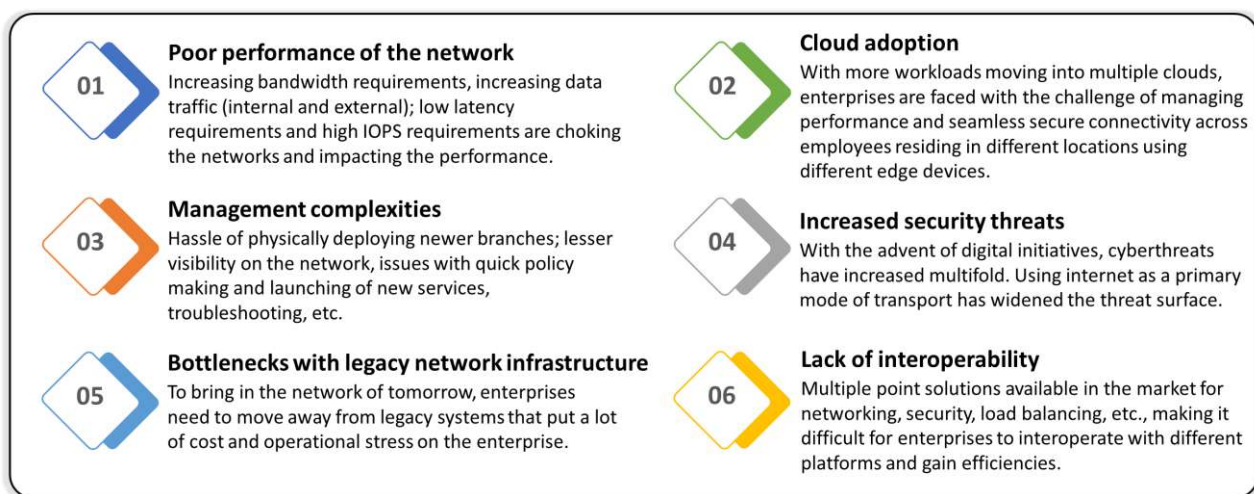 01
Poor performance of the network
Increasing bandwidth requirements, increasing data
traffic (internal and external); low latency
requirements and high IOPS requirements are choking
the networks and impacting the performance.
02
Cloud adoption
With more workloads moving into multiple clouds,
enterprises are faced with the challenge of managing
performance and seamless secure connectivity across
employees residing in different locations using
different edge devices.
03
Management complexities
Hassle of physically deploying newer branches; lesser
visibility on the network, issues with quick policy
making and launching of new services,
troubleshooting, etc.
04
Increased security threats
With the advent of digital initiatives, cyberthreats
have increased multifold. Using internet as a primary
mode of transport has widened the threat surface.
05
Bottlenecks with legacy network infrastructure
To bring in the network of tomorrow, enterprises
need to move away from legacy systems that put a lot
of cost and operational stress on the enterprise.
06
Lack of interoperability
Multiple point solutions available in the market for
networking, security, load balancing, etc., making it
difficult for enterprises to interoperate with different
platforms and gain efficiencies.